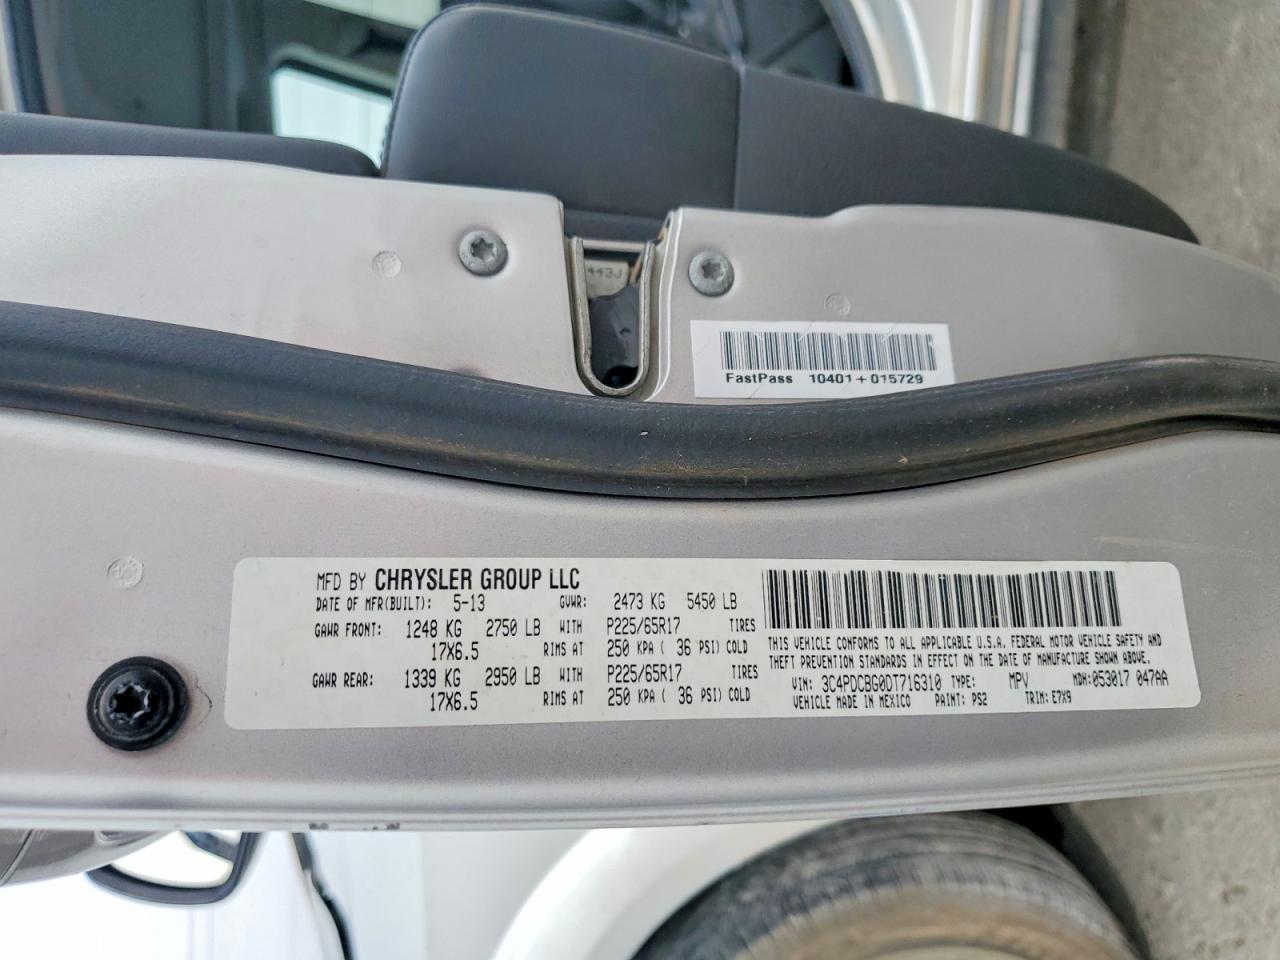 443J
FastPass 10401+015729
MFD BY CHRYSLER GROUP LLC
DATE OF MFR(BUILT): 5-13 GVWR: 2473 KG 5450 LB
GAWR FRONT: 1248 KG 2750 LB WITH P225/65R17 TIRES
17X6.5 RIMS AT 250 KPA ( 36 PSI) COLD
GAWR REAR: 1339 KG 2950 LB WITH P225/65R17 TIRES
17X6.5 RIMS AT 250 KPA ( 36 PSI) COLD
THIS VEHICLE CONFORMS TO ALL APPLICABLE U.S.A. FEDERAL MOTOR VEHICLE SAFETY AND
THEFT PREVENTION STANDARDS IN EFFECT ON THE DATE OF MANUFACTURE SHOWN ABOVE.
VIN: 3C4PDCBG0DT716310 TYPE: MPV MDH: 053017 047AA
VEHICLE MADE IN MEXICO PAINT: PS2 TRIM: E7X9